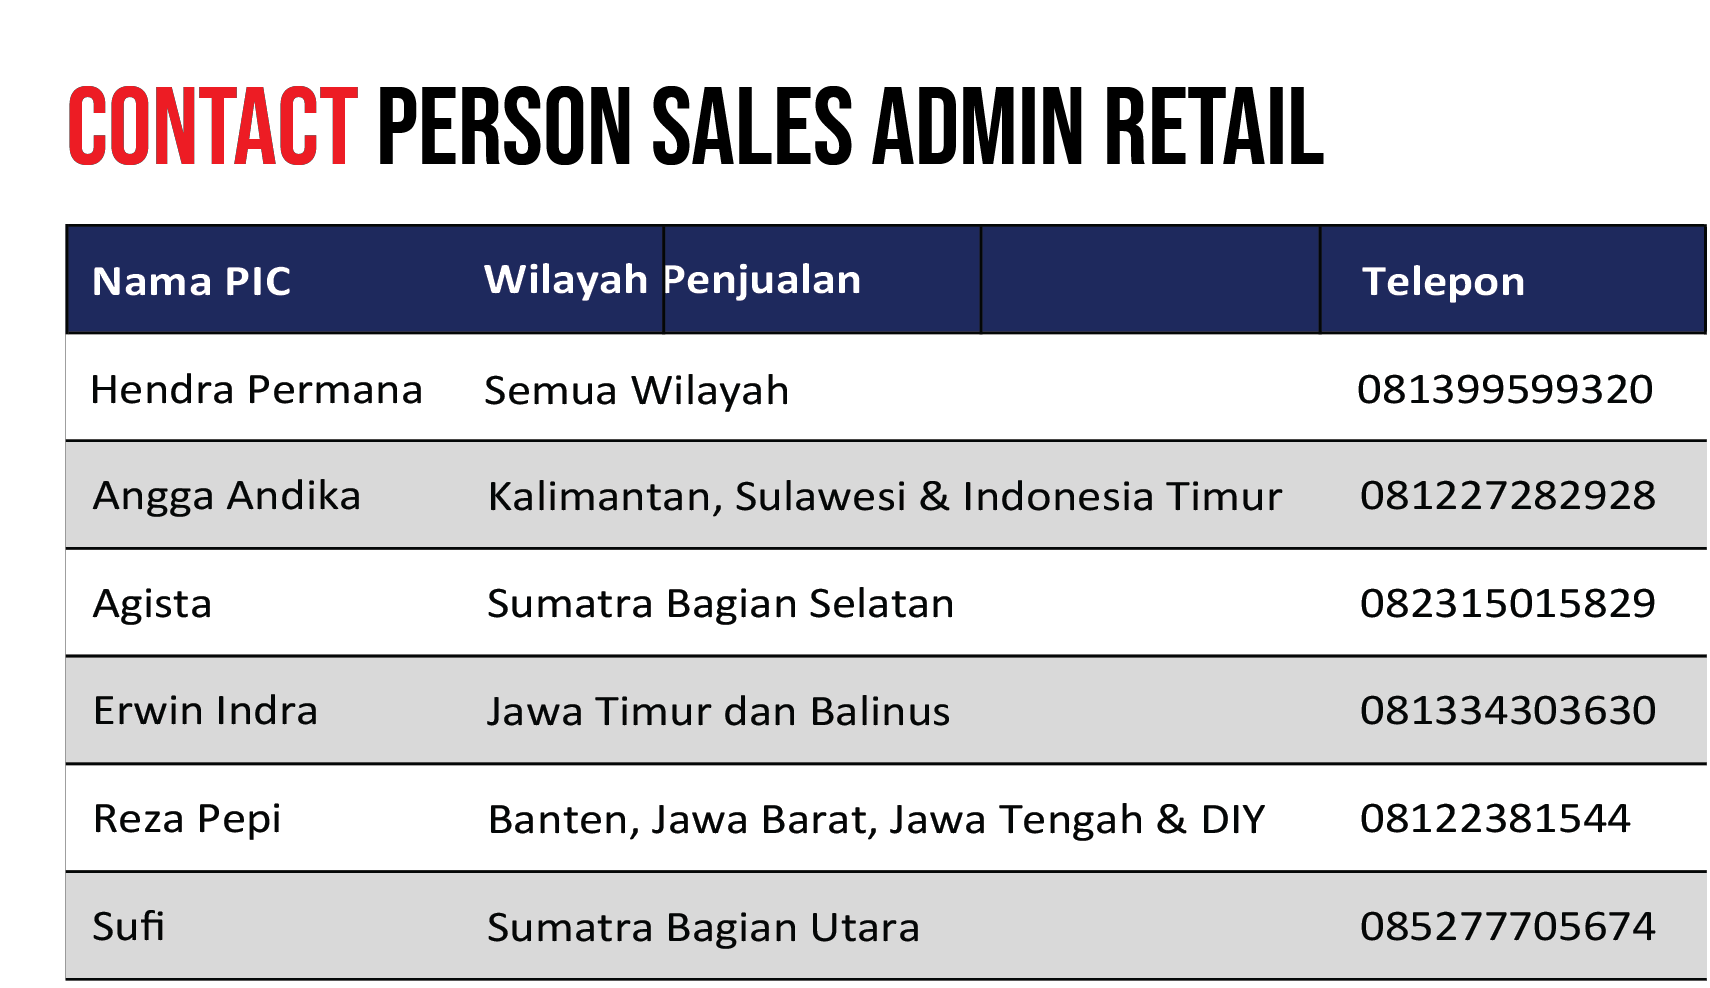 CONTACT PERSON SALES ADMIN RETAIL
Nama PIC Wilayah Penjualan Telepon
Hendra Permana Semua Wilayah 081399599320
Angga Andika Kalimantan, Sulawesi & Indonesia Timur 081227282928
Agista Sumatra Bagian Selatan 082315015829
Erwin Indra Jawa Timur dan Balinus 081334303630
Reza Pepi Banten, Jawa Barat, Jawa Tengah & DIY 08122381544
Sufi Sumatra Bagian Utara 085277705674